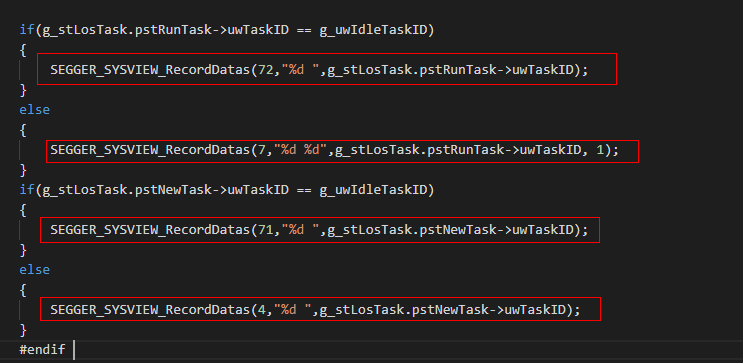 if(g_stLosTask.pstRunTask->uwTaskID == g_uwIdleTaskID)
{
SEGGER_SYSVIEW_RecordDatas(72,"%d ",g_stLosTask.pstRunTask->uwTaskID);
}
else
{
SEGGER_SYSVIEW_RecordDatas(7,"%d %d",g_stLosTask.pstRunTask->uwTaskID, 1);
}
if(g_stLosTask.pstNewTask->uwTaskID == g_uwIdleTaskID)
{
SEGGER_SYSVIEW_RecordDatas(71,"%d ",g_stLosTask.pstNewTask->uwTaskID);
}
else
{
SEGGER_SYSVIEW_RecordDatas(4,"%d ",g_stLosTask.pstNewTask->uwTaskID);
}
#endif